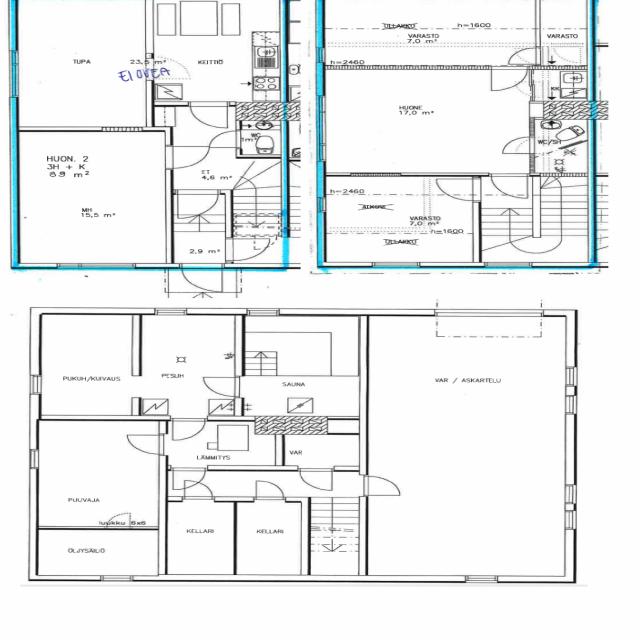 TUPA
23,5 m²
KEITTIÖ
EI OVEA
HUON. 2
3H + K
69 m²
WC
1m²
ET
4,6 m²
MH
15,5 m²
2,9 m²
ULLAKKO
h=1600
VARASTO
7,0 m²
VARASTO
h=2460
KK
HUONE
17,0 m²
WC/SH
h=2460
VARASTO
7,0 m²
h=1600
ULLAKKO
PUKUH/KUIVAUS
PESUH
SAUNA
VAR / ASKARTELU
LÄMMITYS
VAR
PUUVAJA
luukku 6x6
KELLARI
KELLARI
ÖLJYSÄILIÖ